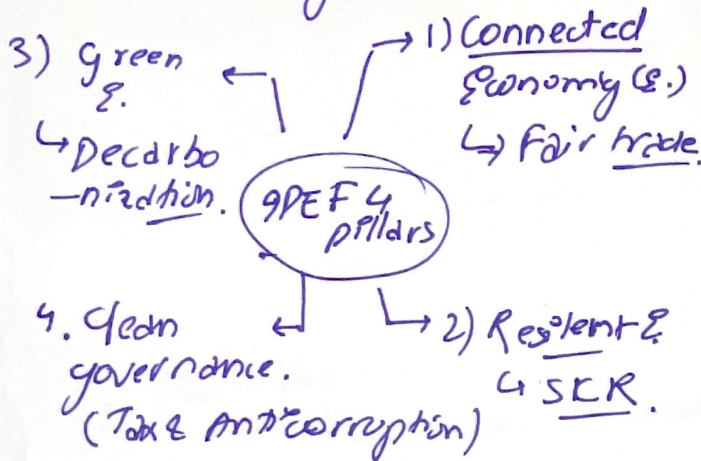 1) Connected
Economy (E.)
↳ Fair trade.
2) Resilient E
↳ SCR.
3) Green
E.
↳ Decarbo
-nization.
4. Clean
governance.
(Tax & Anticorruption)
IPEF 4
pillars